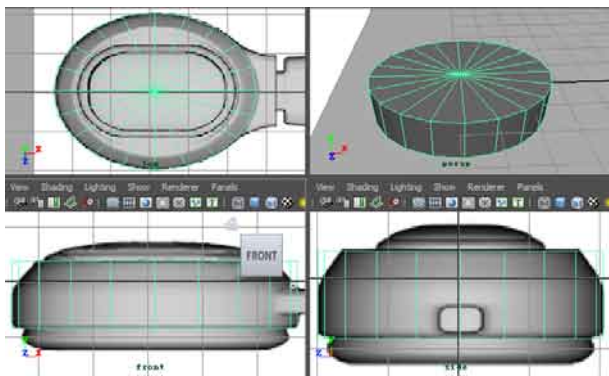 top
persp
View Shading Lighting Show Renderer Panels
View Shading Lighting Show Renderer Panels
FRONT
front
side